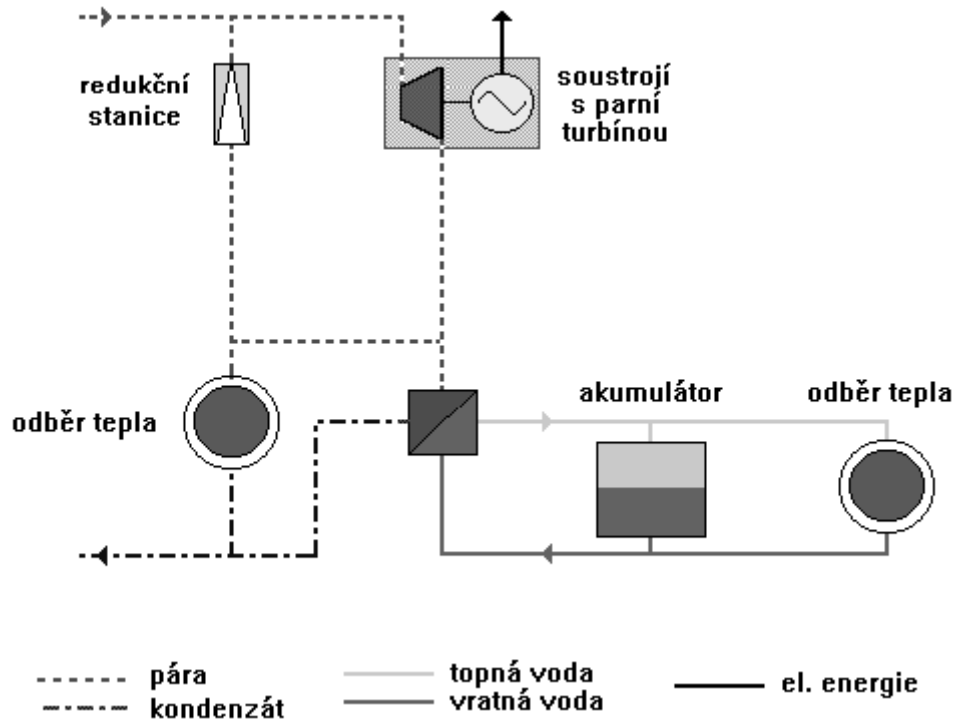 redukční
stanice
soustrojí
s parní
turbínou
odběr tepla
akumulátor
odběr tepla
pára
kondenzát
topná voda
vratná voda
el. energie